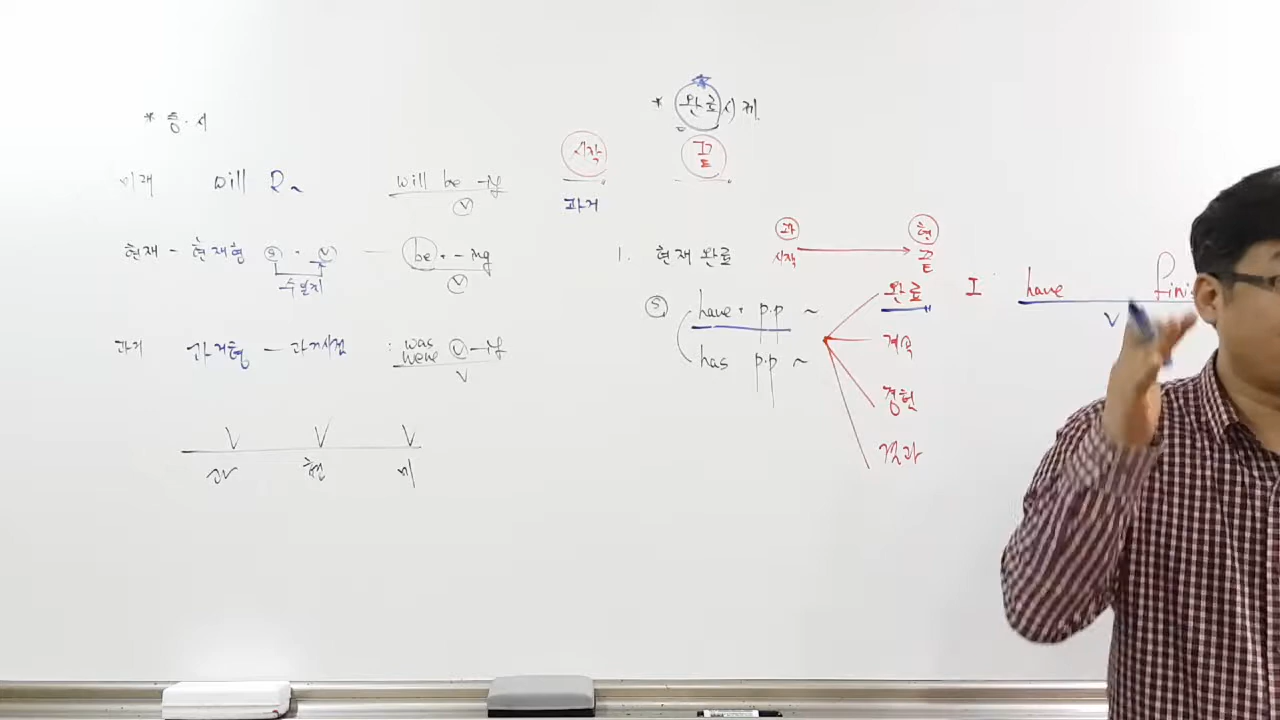 * 중·시
미래 will R~ will be -ing
현재 - 현재형 ⓢ · ⓥ — be · -ing
수일치
ⓥ
과거 과거형 - 과거시점 : was were ⓥ-ing
V
V V V
과 현 미
* 완료시제
시작 끝
과거
1. 현재완료
과 → 현
시작 끝
ⓢ have · p.p ~
has p.p ~
완료
계속
경험
결과
I have fini
V